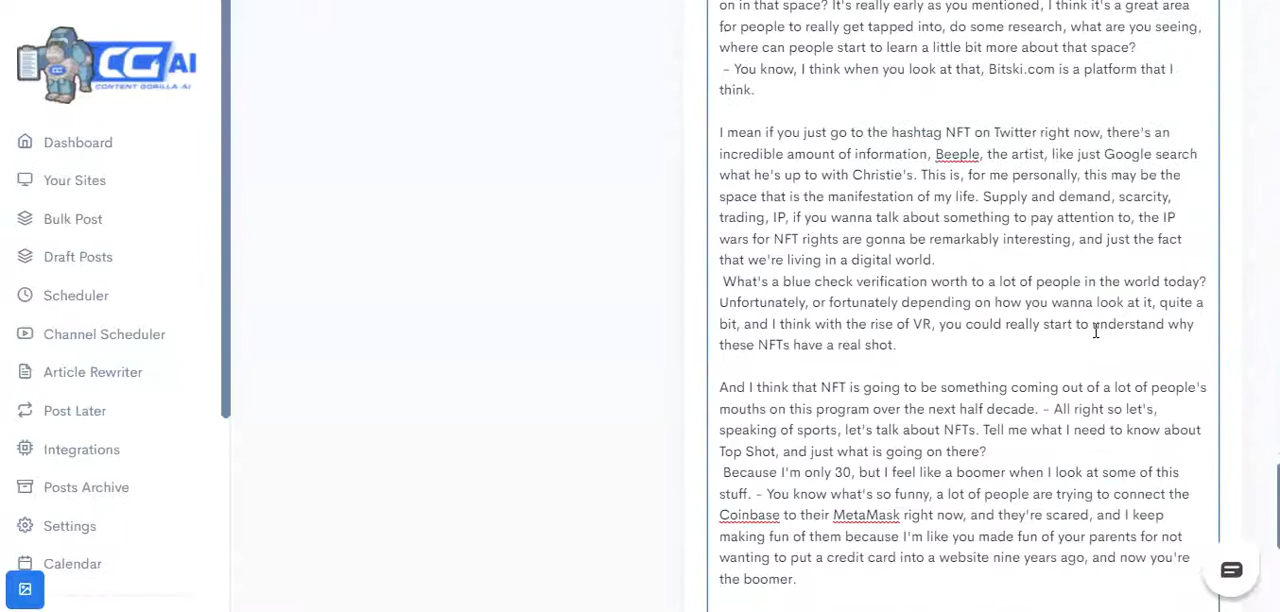 CG AI
CONTENT GORILLA AI
Dashboard
Your Sites
Bulk Post
Draft Posts
Scheduler
Channel Scheduler
Article Rewriter
Post Later
Integrations
Posts Archive
Settings
Calendar
on in that space? It's really early as you mentioned, I think it's a great area
for people to really get tapped into, do some research, what are you seeing,
where can people start to learn a little bit more about that space?
- You know, I think when you look at that, Bitski.com is a platform that I
think.
I mean if you just go to the hashtag NFT on Twitter right now, there's an
incredible amount of information, Beeple, the artist, like just Google search
what he's up to with Christie's. This is, for me personally, this may be the
space that is the manifestation of my life. Supply and demand, scarcity,
trading, IP, if you wanna talk about something to pay attention to, the IP
wars for NFT rights are gonna be remarkably interesting, and just the fact
that we're living in a digital world.
What's a blue check verification worth to a lot of people in the world today?
Unfortunately, or fortunately depending on how you wanna look at it, quite a
bit, and I think with the rise of VR, you could really start to understand why
these NFTs have a real shot.
And I think that NFT is going to be something coming out of a lot of people's
mouths on this program over the next half decade. - All right so let's,
speaking of sports, let's talk about NFTs. Tell me what I need to know about
Top Shot, and just what is going on there?
Because I'm only 30, but I feel like a boomer when I look at some of this
stuff. - You know what's so funny, a lot of people are trying to connect the
Coinbase to their MetaMask right now, and they're scared, and I keep
making fun of them because I'm like you made fun of your parents for not
wanting to put a credit card into a website nine years ago, and now you're
the boomer.